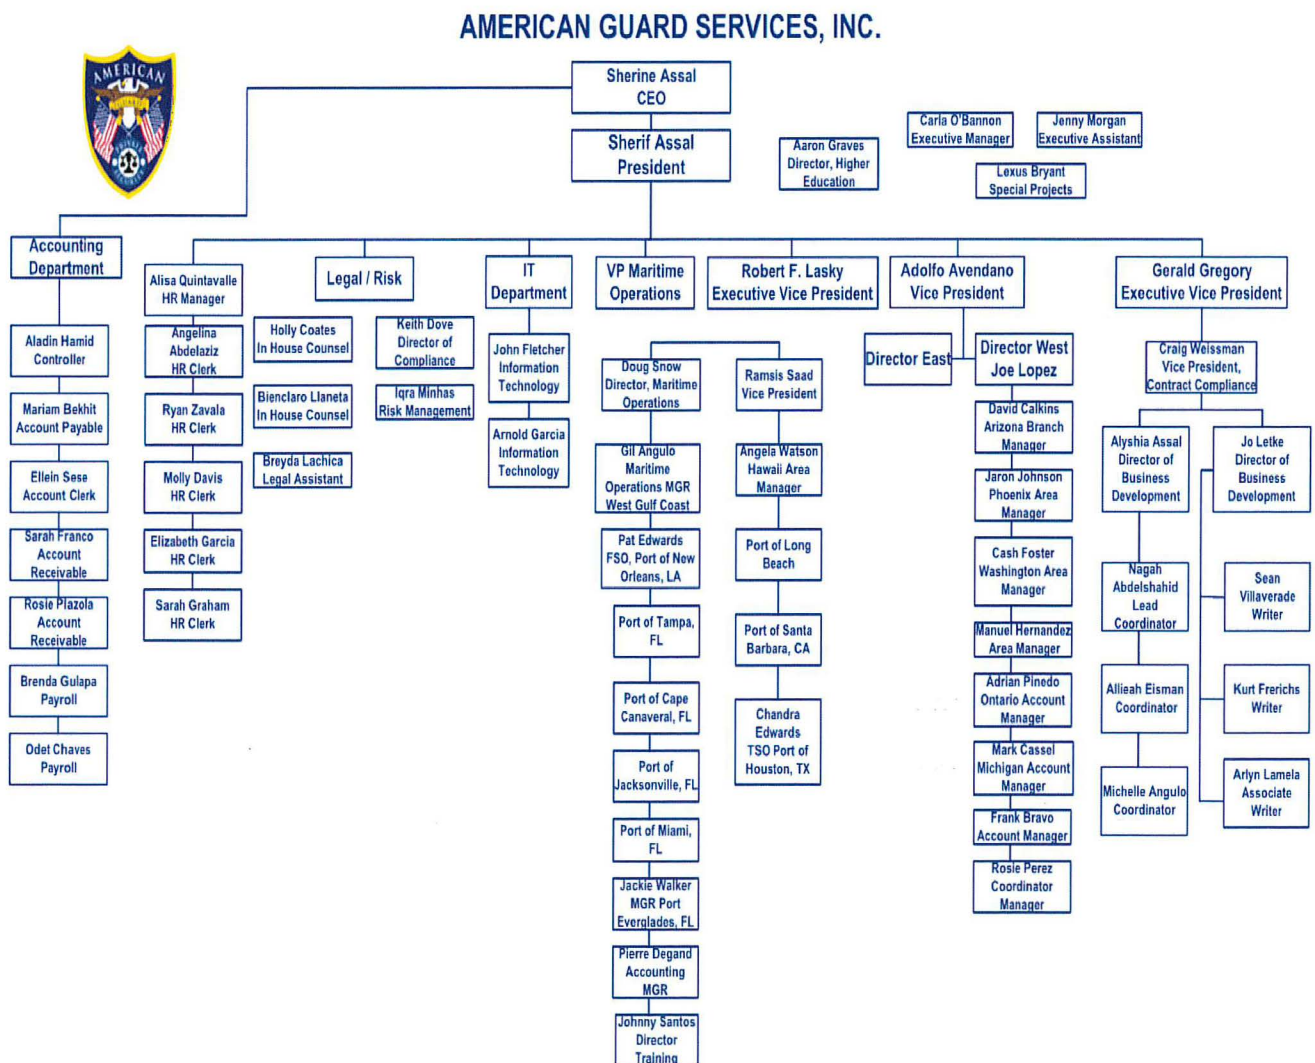 AMERICAN GUARD SERVICES, INC.
AMERICAN
GUARD
PRIVATE
SECURITY
Sherine Assal
CEO
Sherif Assal
President
Aaron Graves
Director, Higher
Education
Carla O'Bannon
Executive Manager
Jenny Morgan
Executive Assistant
Lexus Bryant
Special Projects
Accounting
Department
Aladin Hamid
Controller
Mariam Bekhit
Account Payable
Ellein Sese
Account Clerk
Sarah Franco
Account
Receivable
Rosie Plazola
Account
Receivable
Brenda Gulapa
Payroll
Odet Chaves
Payroll
Alisa Quintavalle
HR Manager
Angelina
Abdelaziz
HR Clerk
Ryan Zavala
HR Clerk
Molly Davis
HR Clerk
Elizabeth Garcia
HR Clerk
Sarah Graham
HR Clerk
Legal / Risk
Holly Coates
In House Counsel
Bienclaro Llaneta
In House Counsel
Breyda Lachica
Legal Assistant
Keith Dove
Director of
Compliance
Iqra Minhas
Risk Management
IT
Department
John Fletcher
Information
Technology
Arnold Garcia
Information
Technology
VP Maritime
Operations
Doug Snow
Director, Maritime
Operations
Gil Angulo
Maritime
Operations MGR
West Gulf Coast
Pat Edwards
FSO, Port of New
Orleans, LA
Port of Tampa,
FL
Port of Cape
Canaveral, FL
Port of
Jacksonville, FL
Port of Miami,
FL
Jackie Walker
MGR Port
Everglades, FL
Pierre Degand
Accounting
MGR
Johnny Santos
Director
Training
Robert F. Lasky
Executive Vice President
Ramsis Saad
Vice President
Angela Watson
Hawaii Area
Manager
Port of Long
Beach
Port of Santa
Barbara, CA
Chandra
Edwards
TSO Port of
Houston, TX
Adolfo Avendano
Vice President
Director East
Director West
Joe Lopez
David Calkins
Arizona Branch
Manager
Jaron Johnson
Phoenix Area
Manager
Cash Foster
Washington Area
Manager
Manuel Hernandez
Area Manager
Adrian Pinedo
Ontario Account
Manager
Mark Cassel
Michigan Account
Manager
Frank Bravo
Account Manager
Rosie Perez
Coordinator
Manager
Gerald Gregory
Executive Vice President
Craig Weissman
Vice President,
Contract Compliance
Alyshia Assal
Director of
Business
Development
Nagah
Abdelshahid
Lead
Coordinator
Allieah Eisman
Coordinator
Michelle Angulo
Coordinator
Jo Letke
Director of
Business
Development
Sean
Villaverade
Writer
Kurt Frerichs
Writer
Arlyn Lamela
Associate
Writer